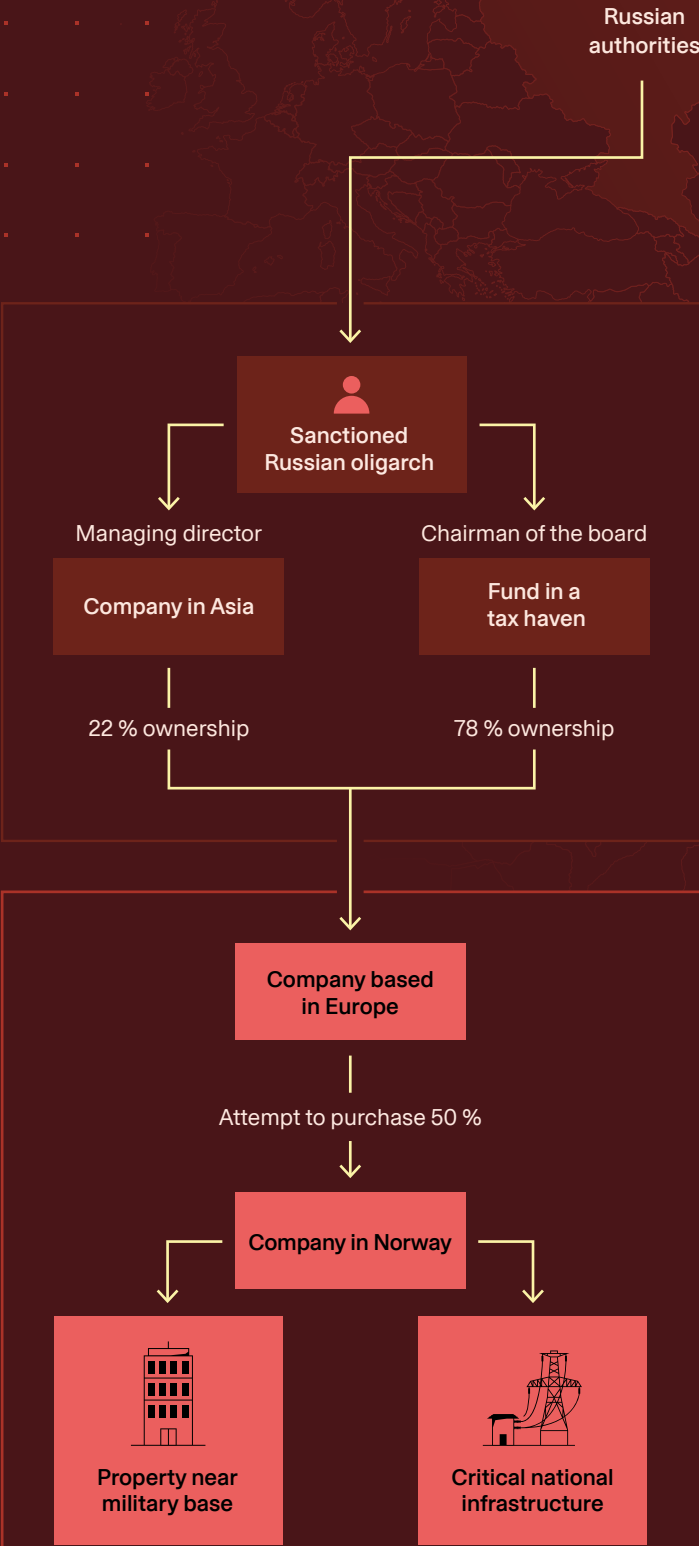 Russian
authorities
Sanctioned
Russian oligarch
Managing director
Chairman of the board
Company in Asia
Fund in a
tax haven
22 % ownership
78 % ownership
Company based
in Europe
Attempt to purchase 50 %
Company in Norway
Property near
military base
Critical national
infrastructure